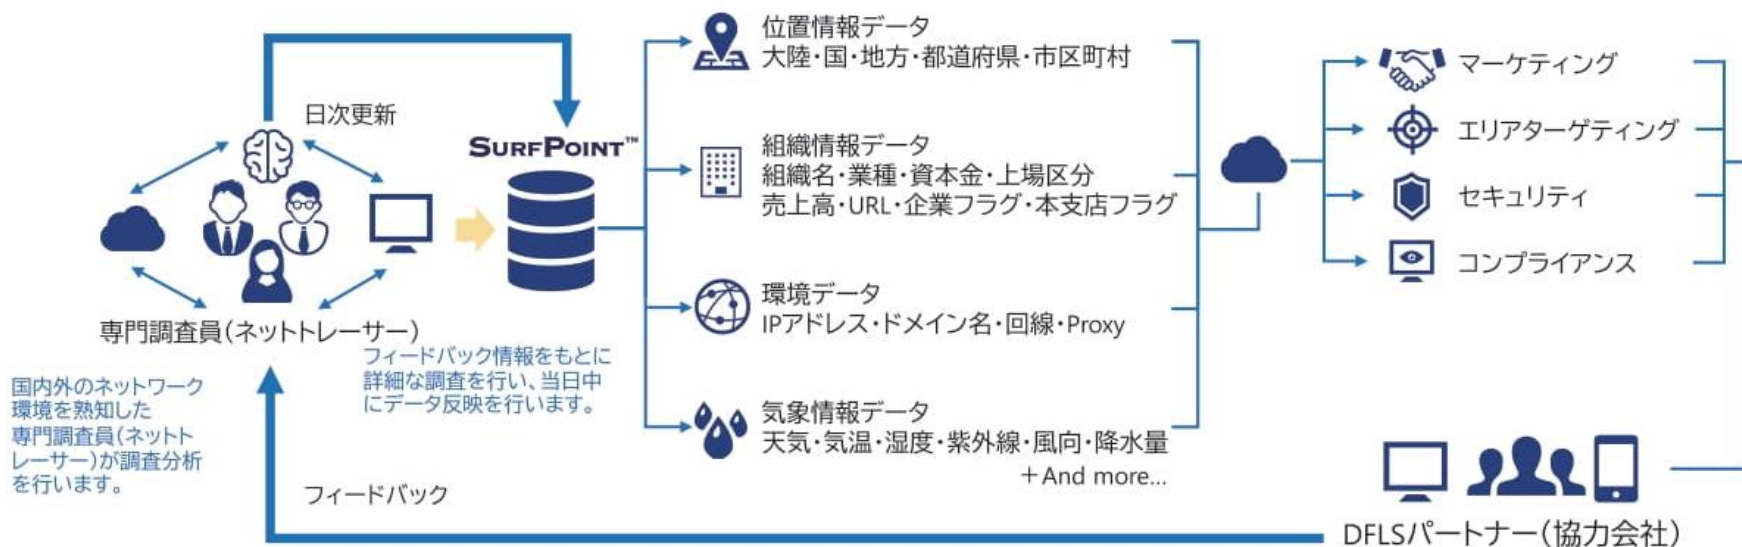 日次更新
専門調査員(ネットトレーサー)
国内外のネットワーク
環境を熟知した
専門調査員(ネットト
レーサー)が調査分析
を行います。
フィードバック情報をもとに
詳細な調査を行い、当日中
にデータ反映を行います。
フィードバック
SURFPOINT™
位置情報データ
大陸・国・地方・都道府県・市区町村
組織情報データ
組織名・業種・資本金・上場区分
売上高・URL・企業フラグ・本支店フラグ
環境データ
IPアドレス・ドメイン名・回線・Proxy
気象情報データ
天気・気温・湿度・紫外線・風向・降水量
+And more...
マーケティング
エリアターゲティング
セキュリティ
コンプライアンス
DFLSパートナー(協力会社)